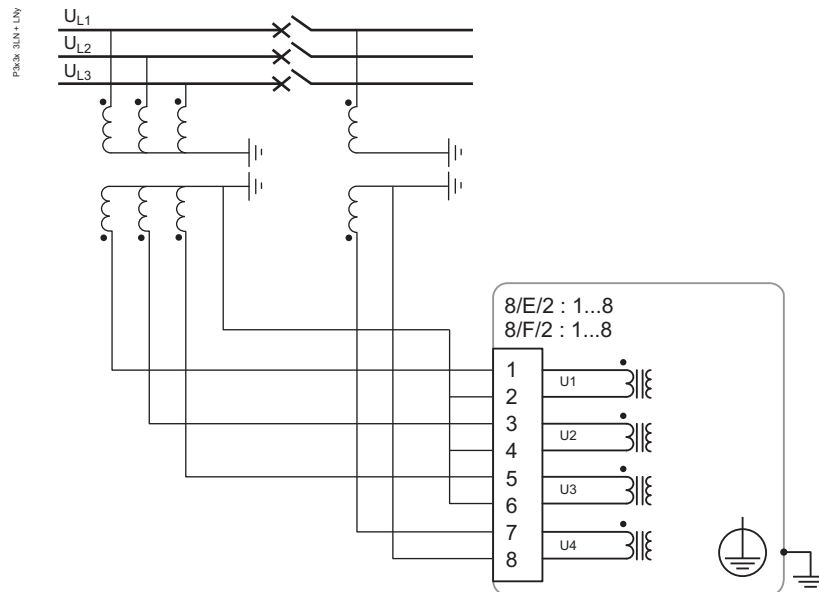 P3x3x 3LN + LNy
UL1
UL2
UL3
8/E/2 : 1...8
8/F/2 : 1...8
1
U1
2
3
U2
4
5
U3
6
7
U4
8